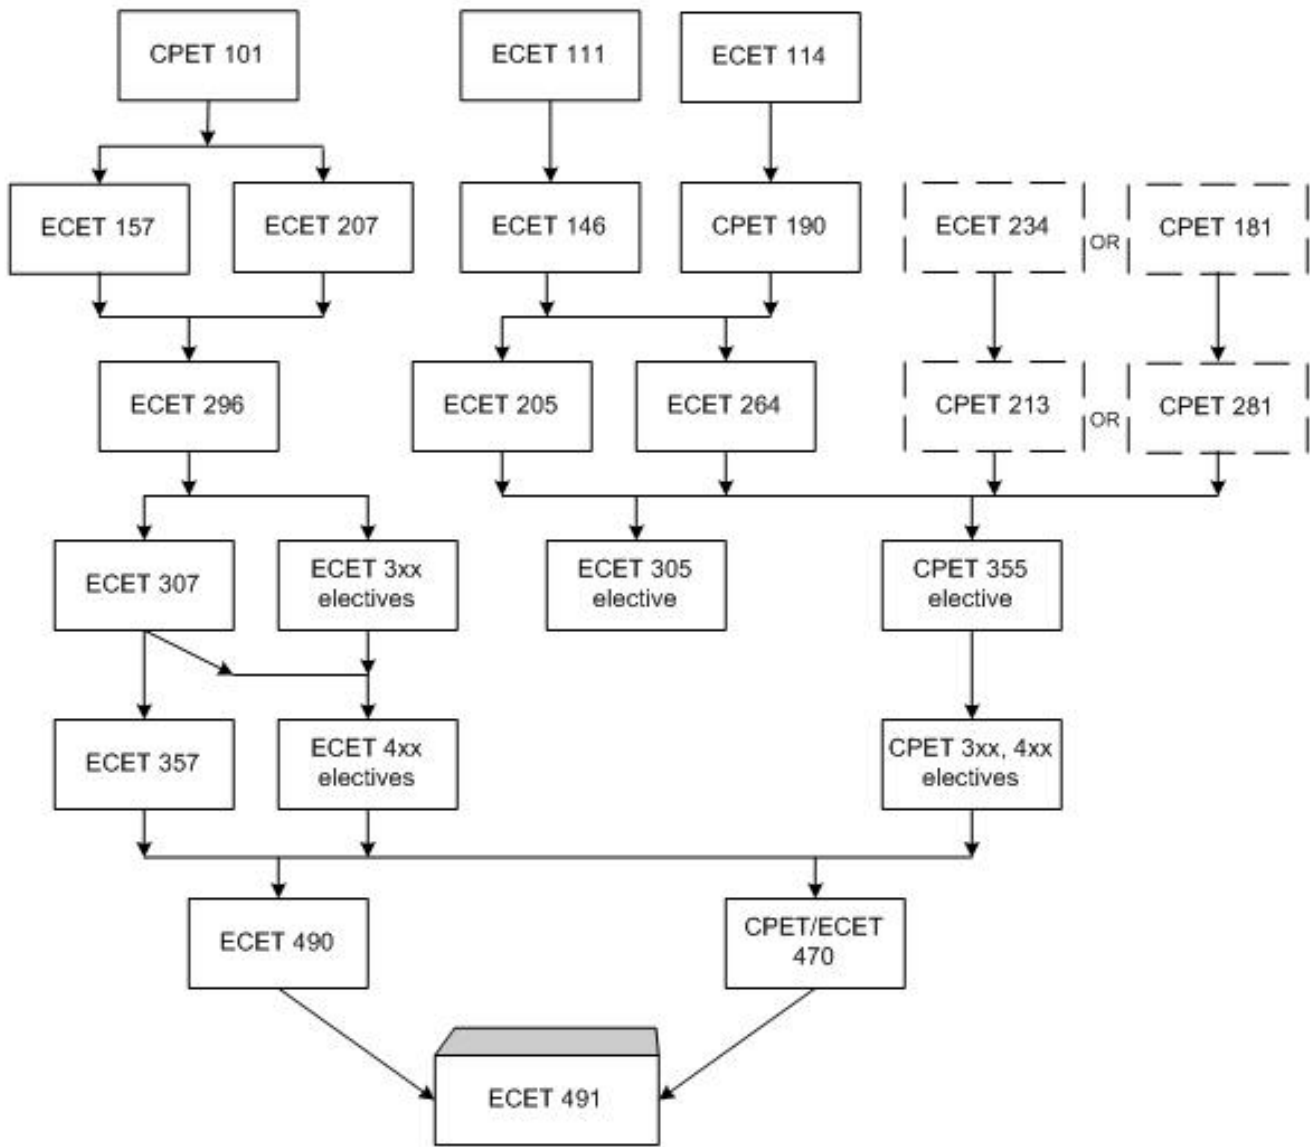 CPET 101
ECET 111
ECET 114
ECET 157
ECET 207
ECET 146
CPET 190
ECET 234
OR
CPET 181
ECET 296
ECET 205
ECET 264
CPET 213
OR
CPET 281
ECET 307
ECET 3xx
electives
ECET 305
elective
CPET 355
elective
ECET 357
ECET 4xx
electives
CPET 3xx, 4xx
electives
ECET 490
CPET/ECET
470
ECET 491